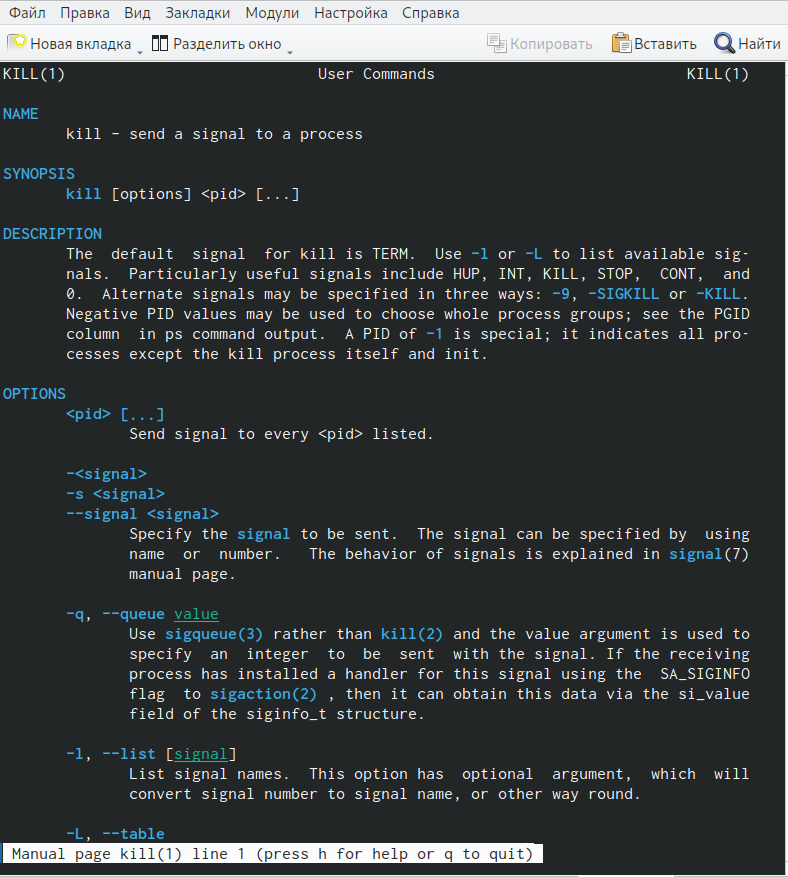 Файл Правка Вид Закладки Модули Настройка Справка
Новая вкладка Разделить окно Копировать Вставить Найти
KILL(1) User Commands KILL(1)
NAME
kill - send a signal to a process
SYNOPSIS
kill [options] <pid> [...]
DESCRIPTION
The default signal for kill is TERM. Use -l or -L to list available sig-
nals. Particularly useful signals include HUP, INT, KILL, STOP, CONT, and
0. Alternate signals may be specified in three ways: -9, -SIGKILL or -KILL.
Negative PID values may be used to choose whole process groups; see the PGID
column in ps command output. A PID of -1 is special; it indicates all pro-
cesses except the kill process itself and init.
OPTIONS
<pid> [...]
Send signal to every <pid> listed.
-<signal>
-s <signal>
--signal <signal>
Specify the signal to be sent. The signal can be specified by using
name or number. The behavior of signals is explained in signal(7)
manual page.
-q, --queue value
Use sigqueue(3) rather than kill(2) and the value argument is used to
specify an integer to be sent with the signal. If the receiving
process has installed a handler for this signal using the SA_SIGINFO
flag to sigaction(2) , then it can obtain this data via the si_value
field of the siginfo_t structure.
-l, --list [signal]
List signal names. This option has optional argument, which will
convert signal number to signal name, or other way round.
-L, --table
Manual page kill(1) line 1 (press h for help or q to quit)